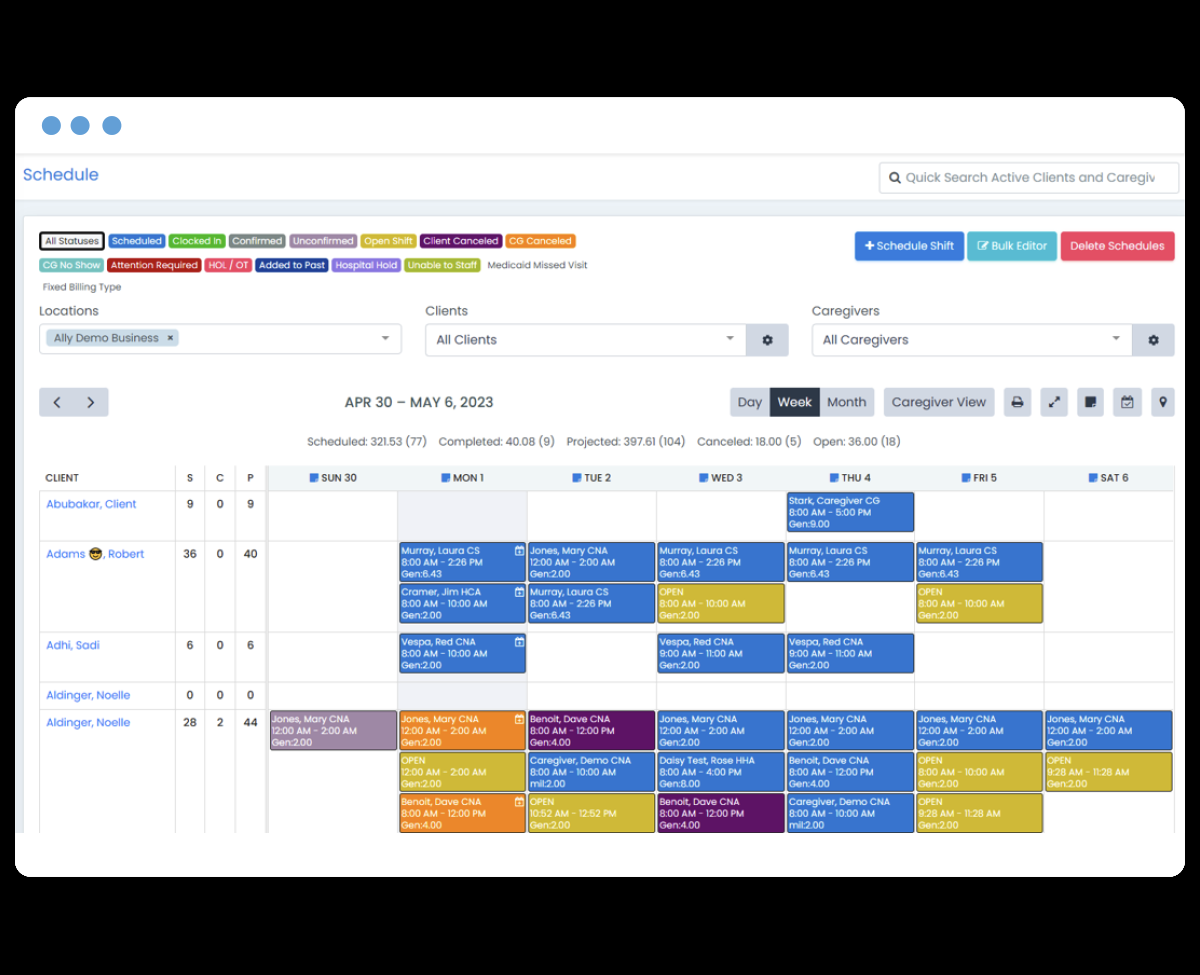 Schedule
Quick Search Active Clients and Caregiv
All Statuses Scheduled Clocked In Confirmed Unconfirmed Open Shift Client Canceled CG Canceled
CG No Show Attention Required HOL / OT Added to Past Hospital Hold Unable to Staff Medicaid Missed Visit
Fixed Billing Type
+ Schedule Shift Bulk Editor Delete Schedules
Locations Clients Caregivers
Ally Demo Business × All Clients All Caregivers
APR 30 – MAY 6, 2023 Day Week Month Caregiver View
Scheduled: 321.53 (77) Completed: 40.08 (9) Projected: 397.61 (104) Canceled: 18.00 (5) Open: 36.00 (18)
CLIENT S C P SUN 30 MON 1 TUE 2 WED 3 THU 4 FRI 5 SAT 6
Abubakar, Client 9 0 9
Stark, Caregiver CG
8:00 AM - 5:00 PM
Gen:9.00
Adams 😎, Robert 36 0 40
Murray, Laura CS Jones, Mary CNA Murray, Laura CS Murray, Laura CS Murray, Laura CS
8:00 AM - 2:26 PM 12:00 AM - 2:00 AM 8:00 AM - 2:26 PM 8:00 AM - 2:26 PM 8:00 AM - 2:26 PM
Gen:6.43 Gen:2.00 Gen:6.43 Gen:6.43 Gen:6.43
Cramer, Jim HCA Murray, Laura CS OPEN OPEN
8:00 AM - 10:00 AM 8:00 AM - 2:26 PM 8:00 AM - 10:00 AM 8:00 AM - 10:00 AM
Gen:2.00 Gen:6.43 Gen:2.00 Gen:2.00
Adhi, Sadi 6 0 6
Vespa, Red CNA Vespa, Red CNA Vespa, Red CNA
8:00 AM - 10:00 AM 9:00 AM - 11:00 AM 9:00 AM - 11:00 AM
Gen:2.00 Gen:2.00 Gen:2.00
Aldinger, Noelle 0 0 0
Aldinger, Noelle 28 2 44
Jones, Mary CNA Jones, Mary CNA Benoit, Dave CNA Jones, Mary CNA Jones, Mary CNA Jones, Mary CNA Jones, Mary CNA
12:00 AM - 2:00 AM 12:00 AM - 2:00 AM 8:00 AM - 12:00 PM 12:00 AM - 2:00 AM 12:00 AM - 2:00 AM 12:00 AM - 2:00 AM 12:00 AM - 2:00 AM
Gen:2.00 Gen:2.00 Gen:4.00 Gen:2.00 Gen:2.00 Gen:2.00 Gen:2.00
OPEN Caregiver, Demo CNA Daisy Test, Rose HHA Benoit, Dave CNA OPEN OPEN
12:00 AM - 2:00 AM 8:00 AM - 10:00 AM 8:00 AM - 4:00 PM 8:00 AM - 12:00 PM 8:00 AM - 10:00 AM 9:28 AM - 11:28 AM
Gen:2.00 mil:2.00 Gen:8.00 Gen:4.00 Gen:2.00 Gen:2.00
Benoit, Dave CNA OPEN Benoit, Dave CNA Caregiver, Demo CNA OPEN
8:00 AM - 12:00 PM 10:52 AM - 12:52 PM 8:00 AM - 12:00 PM 8:00 AM - 10:00 AM 9:28 AM - 11:28 AM
Gen:4.00 Gen:2.00 Gen:4.00 mil:2.00 Gen:2.00